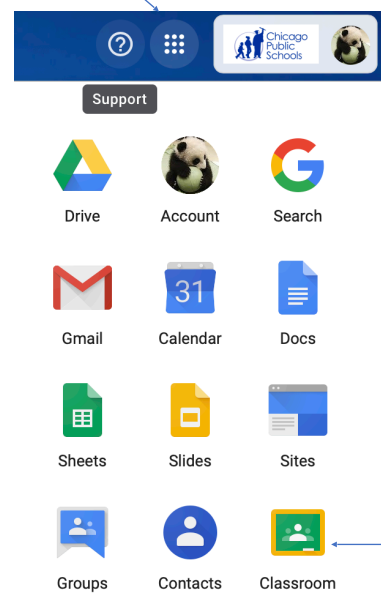 Chicago
Public
Schools
Support
Drive Account Search
31
Gmail Calendar Docs
Sheets Slides Sites
Groups Contacts Classroom